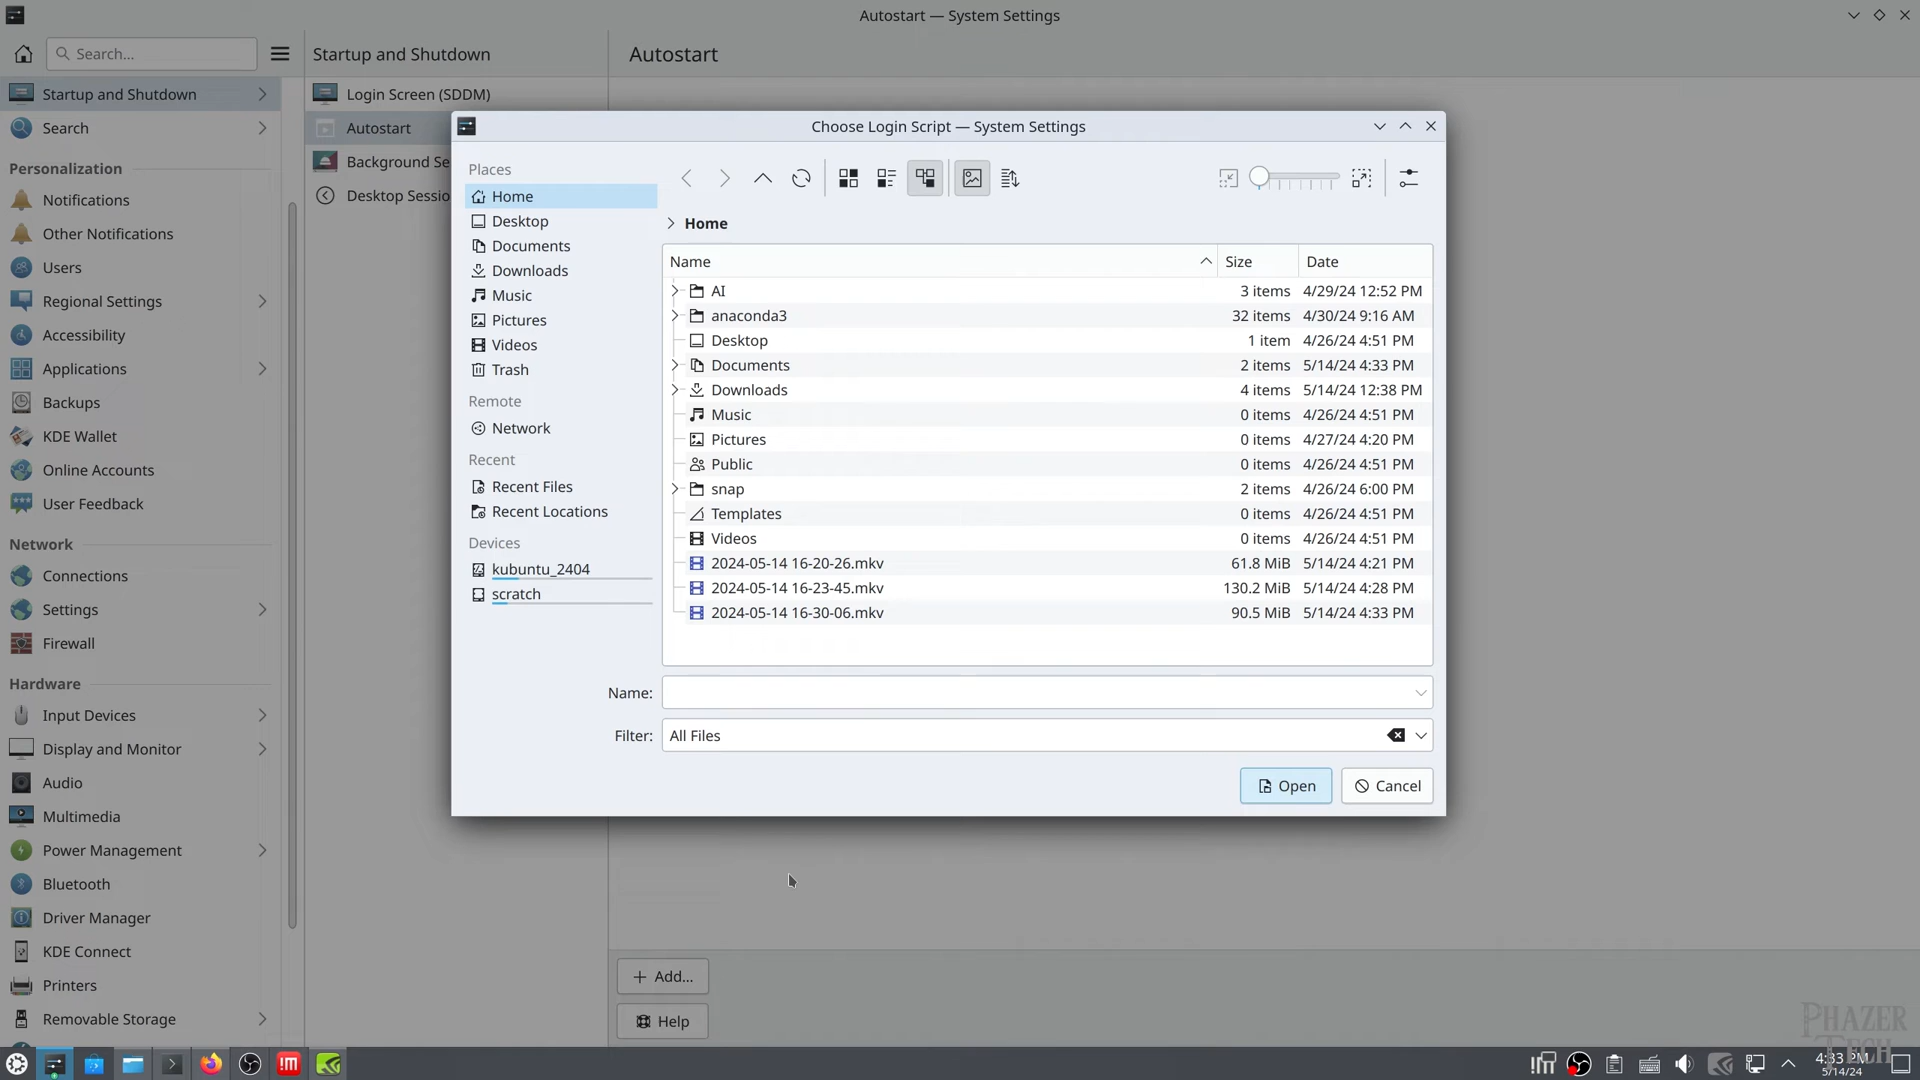 Autostart — System Settings
Search...
Startup and Shutdown
Autostart
Startup and Shutdown
Search
Personalization
Notifications
Other Notifications
Users
Regional Settings
Accessibility
Applications
Backups
KDE Wallet
Online Accounts
User Feedback
Network
Connections
Settings
Firewall
Hardware
Input Devices
Display and Monitor
Audio
Multimedia
Power Management
Bluetooth
Driver Manager
KDE Connect
Printers
Removable Storage
Login Screen (SDDM)
Autostart
Background Se
Desktop Sessio
Choose Login Script — System Settings
Places
Home
Desktop
Documents
Downloads
Music
Pictures
Videos
Trash
Remote
Network
Recent
Recent Files
Recent Locations
Devices
kubuntu_2404
scratch
Home
Name Size Date
AI 3 items 4/29/24 12:52 PM
anaconda3 32 items 4/30/24 9:16 AM
Desktop 1 item 4/26/24 4:51 PM
Documents 2 items 5/14/24 4:33 PM
Downloads 4 items 5/14/24 12:38 PM
Music 0 items 4/26/24 4:51 PM
Pictures 0 items 4/27/24 4:20 PM
Public 0 items 4/26/24 4:51 PM
snap 2 items 4/26/24 6:00 PM
Templates 0 items 4/26/24 4:51 PM
Videos 0 items 4/26/24 4:51 PM
2024-05-14 16-20-26.mkv 61.8 MiB 5/14/24 4:21 PM
2024-05-14 16-23-45.mkv 130.2 MiB 5/14/24 4:28 PM
2024-05-14 16-30-06.mkv 90.5 MiB 5/14/24 4:33 PM
Name:
Filter: All Files
Open Cancel
Add...
Help
PHAZER
TECH
4:33 PM
5/14/24